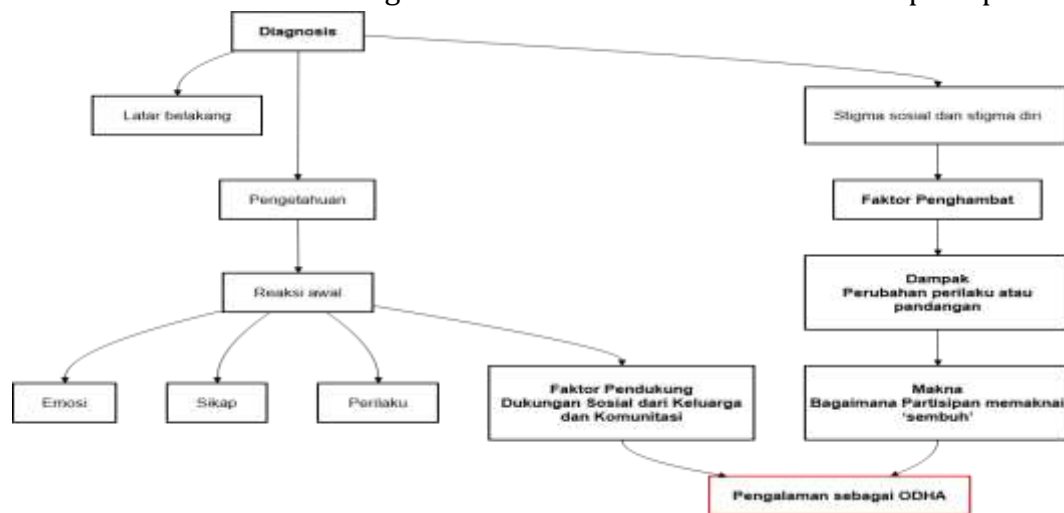 Diagnosis
Latar belakang
Stigma sosial dan stigma diri
Pengetahuan
Faktor Penghambat
Reaksi awal
Dampak
Perubahan perilaku atau
pandangan
Emosi
Sikap
Perilaku
Faktor Pendukung
Dukungan Sosial dari Keluarga
dan Komunitasi
Makna
Bagaimana Partisipan memaknai
'sembuh'
Pengalaman sebagai ODHA